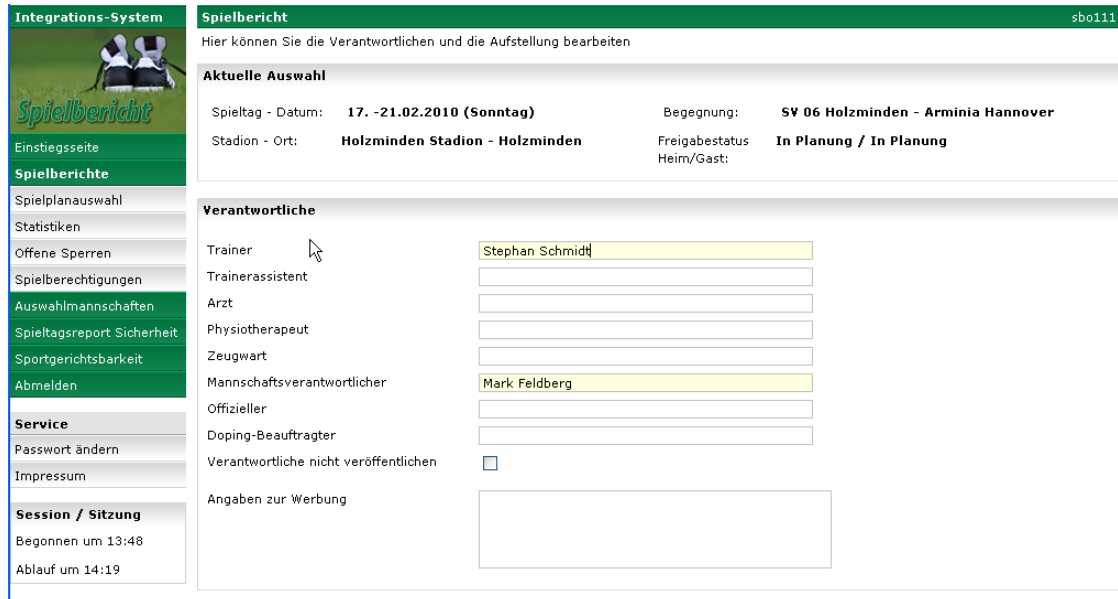 Integrations-System
Spielbericht
Einstiegsseite
Spielberichte
Spielplanauswahl
Statistiken
Offene Sperren
Spielberechtigungen
Auswahlmannschaften
Spieltagsreport Sicherheit
Sportgerichtsbarkeit
Abmelden
Service
Passwort ändern
Impressum
Session / Sitzung
Begonnen um 13:48
Ablauf um 14:19
Spielbericht sbo111
Hier können Sie die Verantwortlichen und die Aufstellung bearbeiten
Aktuelle Auswahl
Spieltag - Datum: 17. -21.02.2010 (Sonntag) Begegnung: SV 06 Holzminden - Arminia Hannover
Stadion - Ort: Holzminden Stadion - Holzminden Freigabestatus In Planung / In Planung
Heim/Gast:
Verantwortliche
Trainer Stephan Schmidt
Trainerassistent
Arzt
Physiotherapeut
Zeugwart
Mannschaftsverantwortlicher Mark Feldberg
Offizieller
Doping-Beauftragter
Verantwortliche nicht veröffentlichen
Angaben zur Werbung